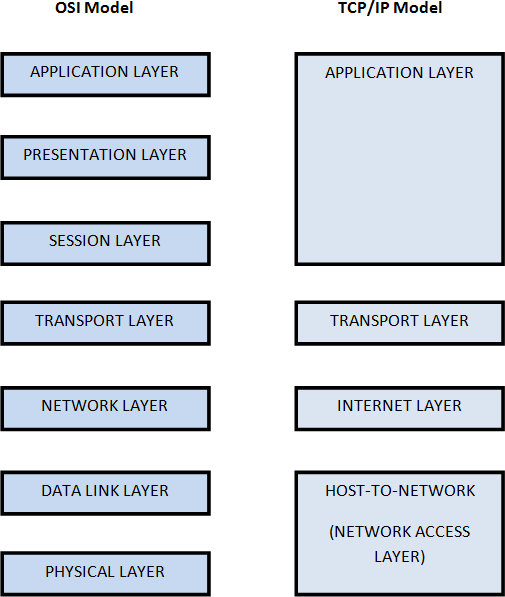 OSI Model
TCP/IP Model
APPLICATION LAYER
APPLICATION LAYER
PRESENTATION LAYER
SESSION LAYER
TRANSPORT LAYER
TRANSPORT LAYER
NETWORK LAYER
INTERNET LAYER
DATA LINK LAYER
HOST-TO-NETWORK
(NETWORK ACCESS
LAYER)
PHYSICAL LAYER